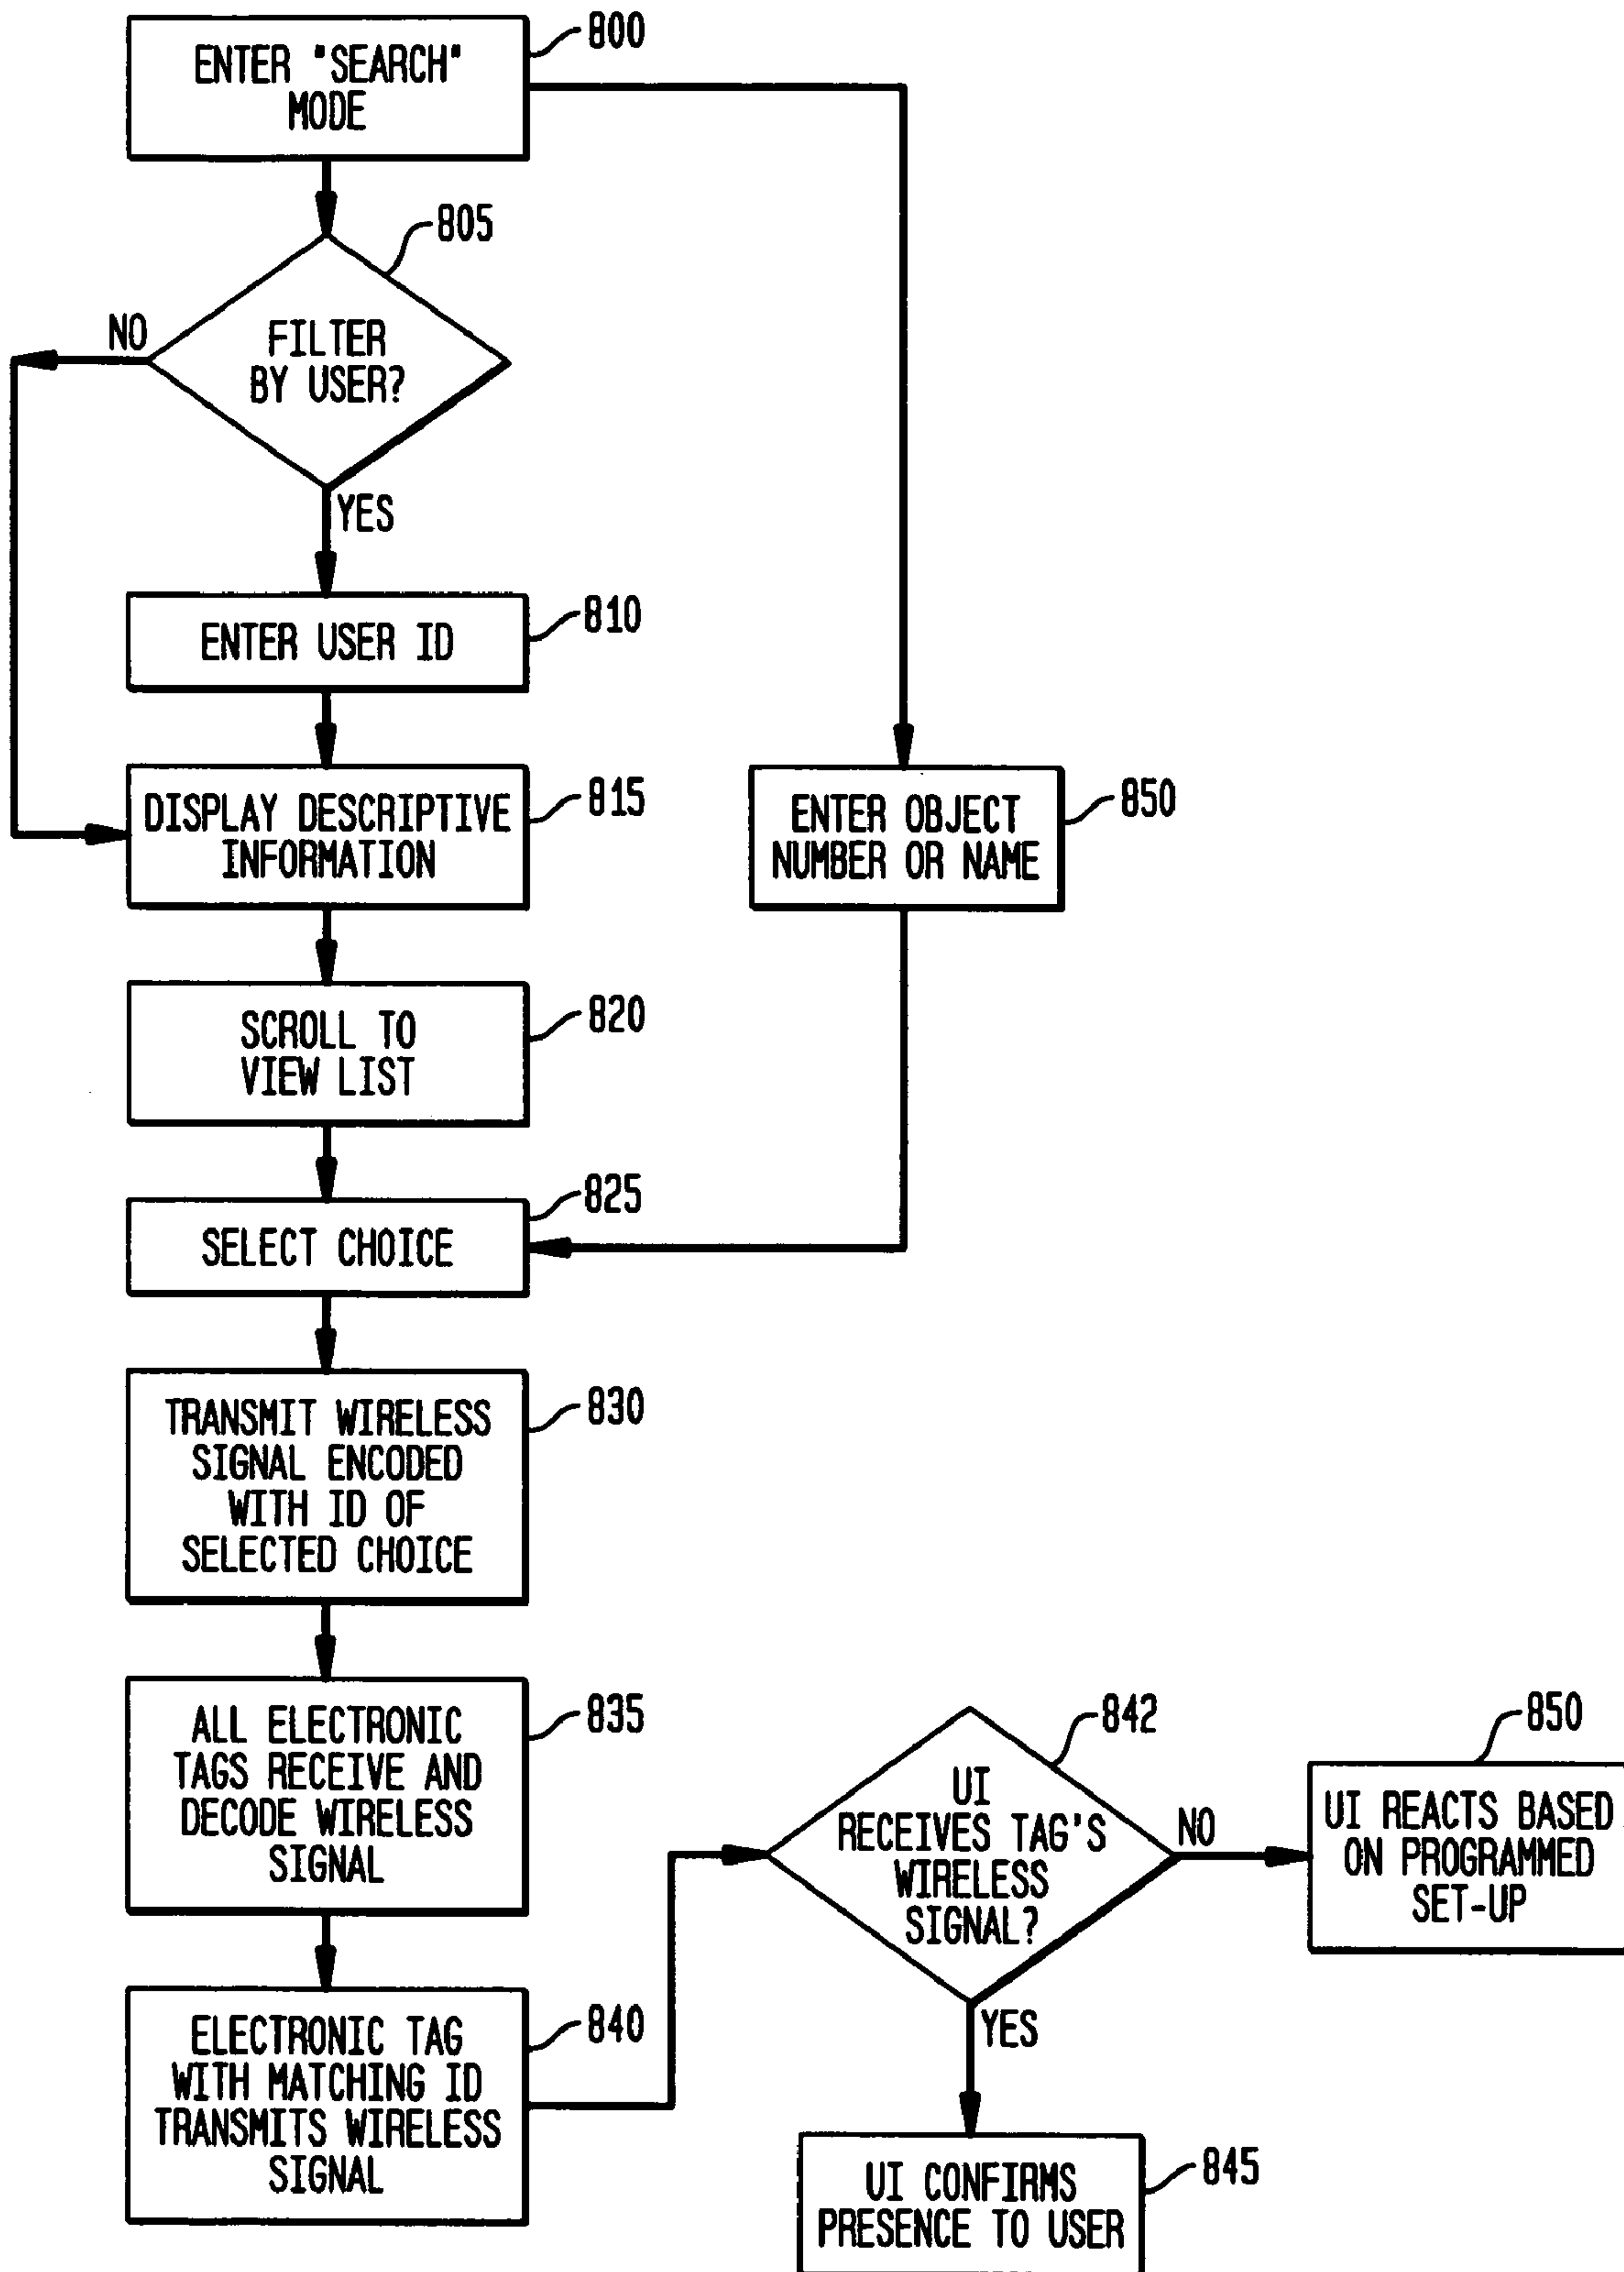 800
ENTER "SEARCH"
MODE
805
NO
FILTER
BY USER?
YES
810
ENTER USER ID
815
DISPLAY DESCRIPTIVE
INFORMATION
850
ENTER OBJECT
NUMBER OR NAME
820
SCROLL TO
VIEW LIST
825
SELECT CHOICE
830
TRANSMIT WIRELESS
SIGNAL ENCODED
WITH ID OF
SELECTED CHOICE
835
ALL ELECTRONIC
TAGS RECEIVE AND
DECODE WIRELESS
SIGNAL
840
ELECTRONIC TAG
WITH MATCHING ID
TRANSMITS WIRELESS
SIGNAL
842
UI
RECEIVES TAG'S
WIRELESS
SIGNAL?
NO
850
UI REACTS BASED
ON PROGRAMMED
SET-UP
YES
845
UI CONFIRMS
PRESENCE TO USER